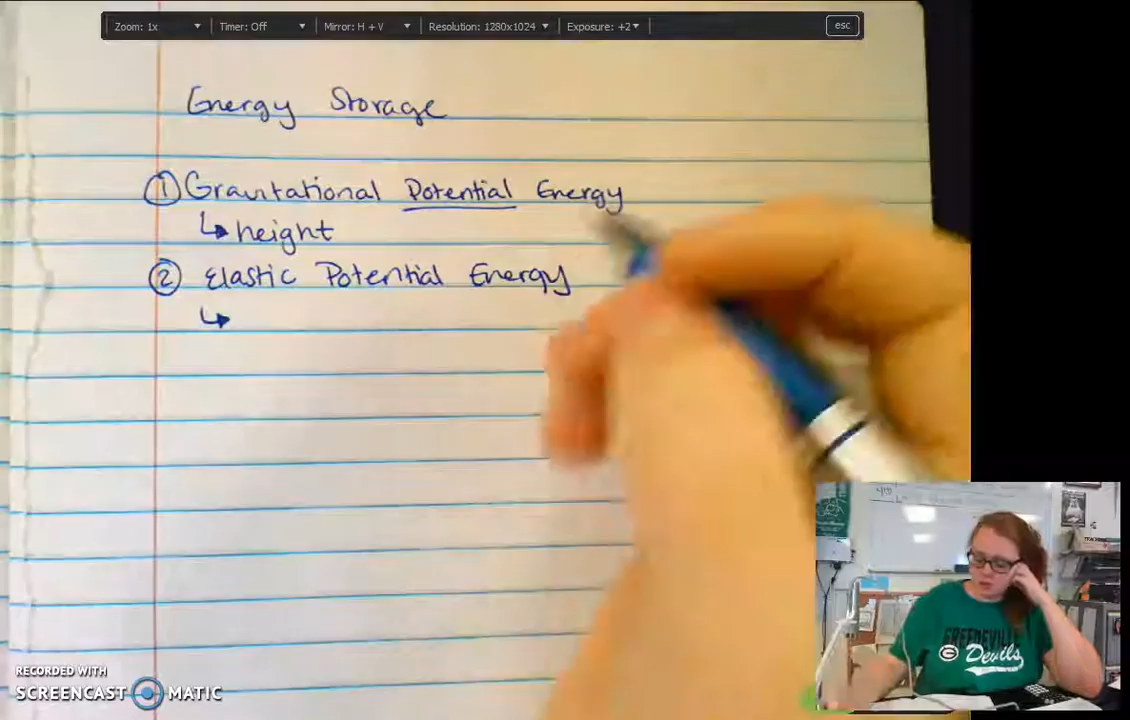 Zoom: 1x Timer: Off Mirror: H + V Resolution: 1280x1024 Exposure: +2 esc
Energy Storage
① Gravitational Potential Energy
↳ height
② Elastic Potential Energy
↳
RECORDED WITH
SCREENCAST MATIC
GREENEVILLE
G Devils